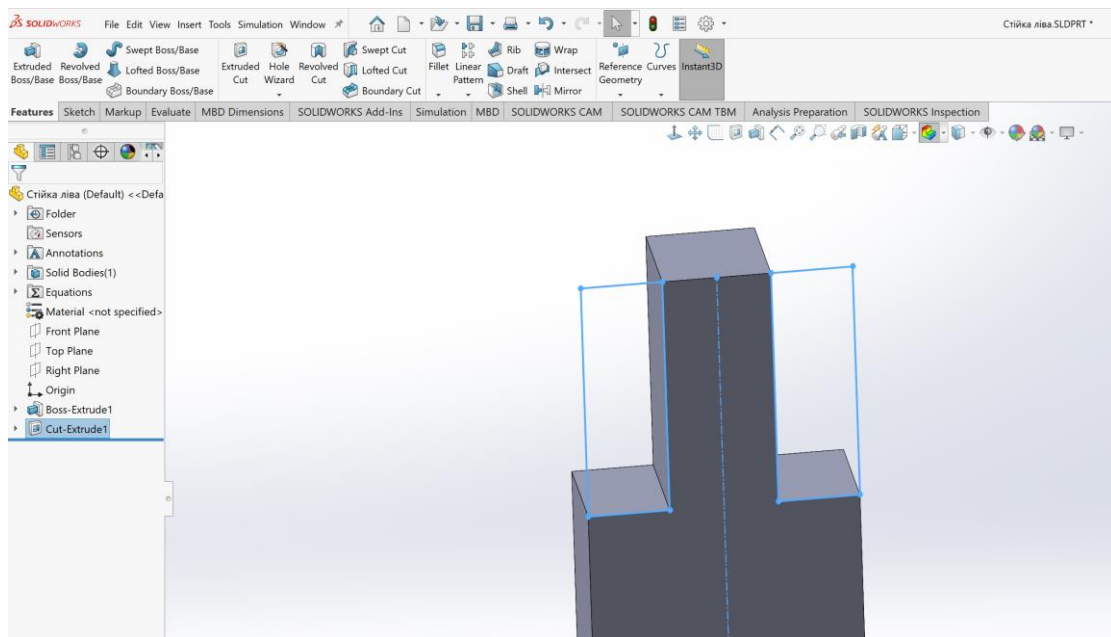 SOLIDWORKS File Edit View Insert Tools Simulation Window Стійка ліва.SLDPRT *
Extruded Boss/Base Revolved Boss/Base Swept Boss/Base Lofted Boss/Base Boundary Boss/Base Extruded Cut Hole Wizard Revolved Cut Swept Cut Lofted Cut Boundary Cut Fillet Linear Pattern Rib Draft Shell Wrap Intersect Mirror Reference Geometry Curves Instant3D
Features Sketch Markup Evaluate MBD Dimensions SOLIDWORKS Add-Ins Simulation MBD SOLIDWORKS CAM SOLIDWORKS CAM TBM Analysis Preparation SOLIDWORKS Inspection
Стійка ліва (Default) <<Defa
Folder
Sensors
Annotations
Solid Bodies(1)
Equations
Material <not specified>
Front Plane
Top Plane
Right Plane
Origin
Boss-Extrude1
Cut-Extrude1